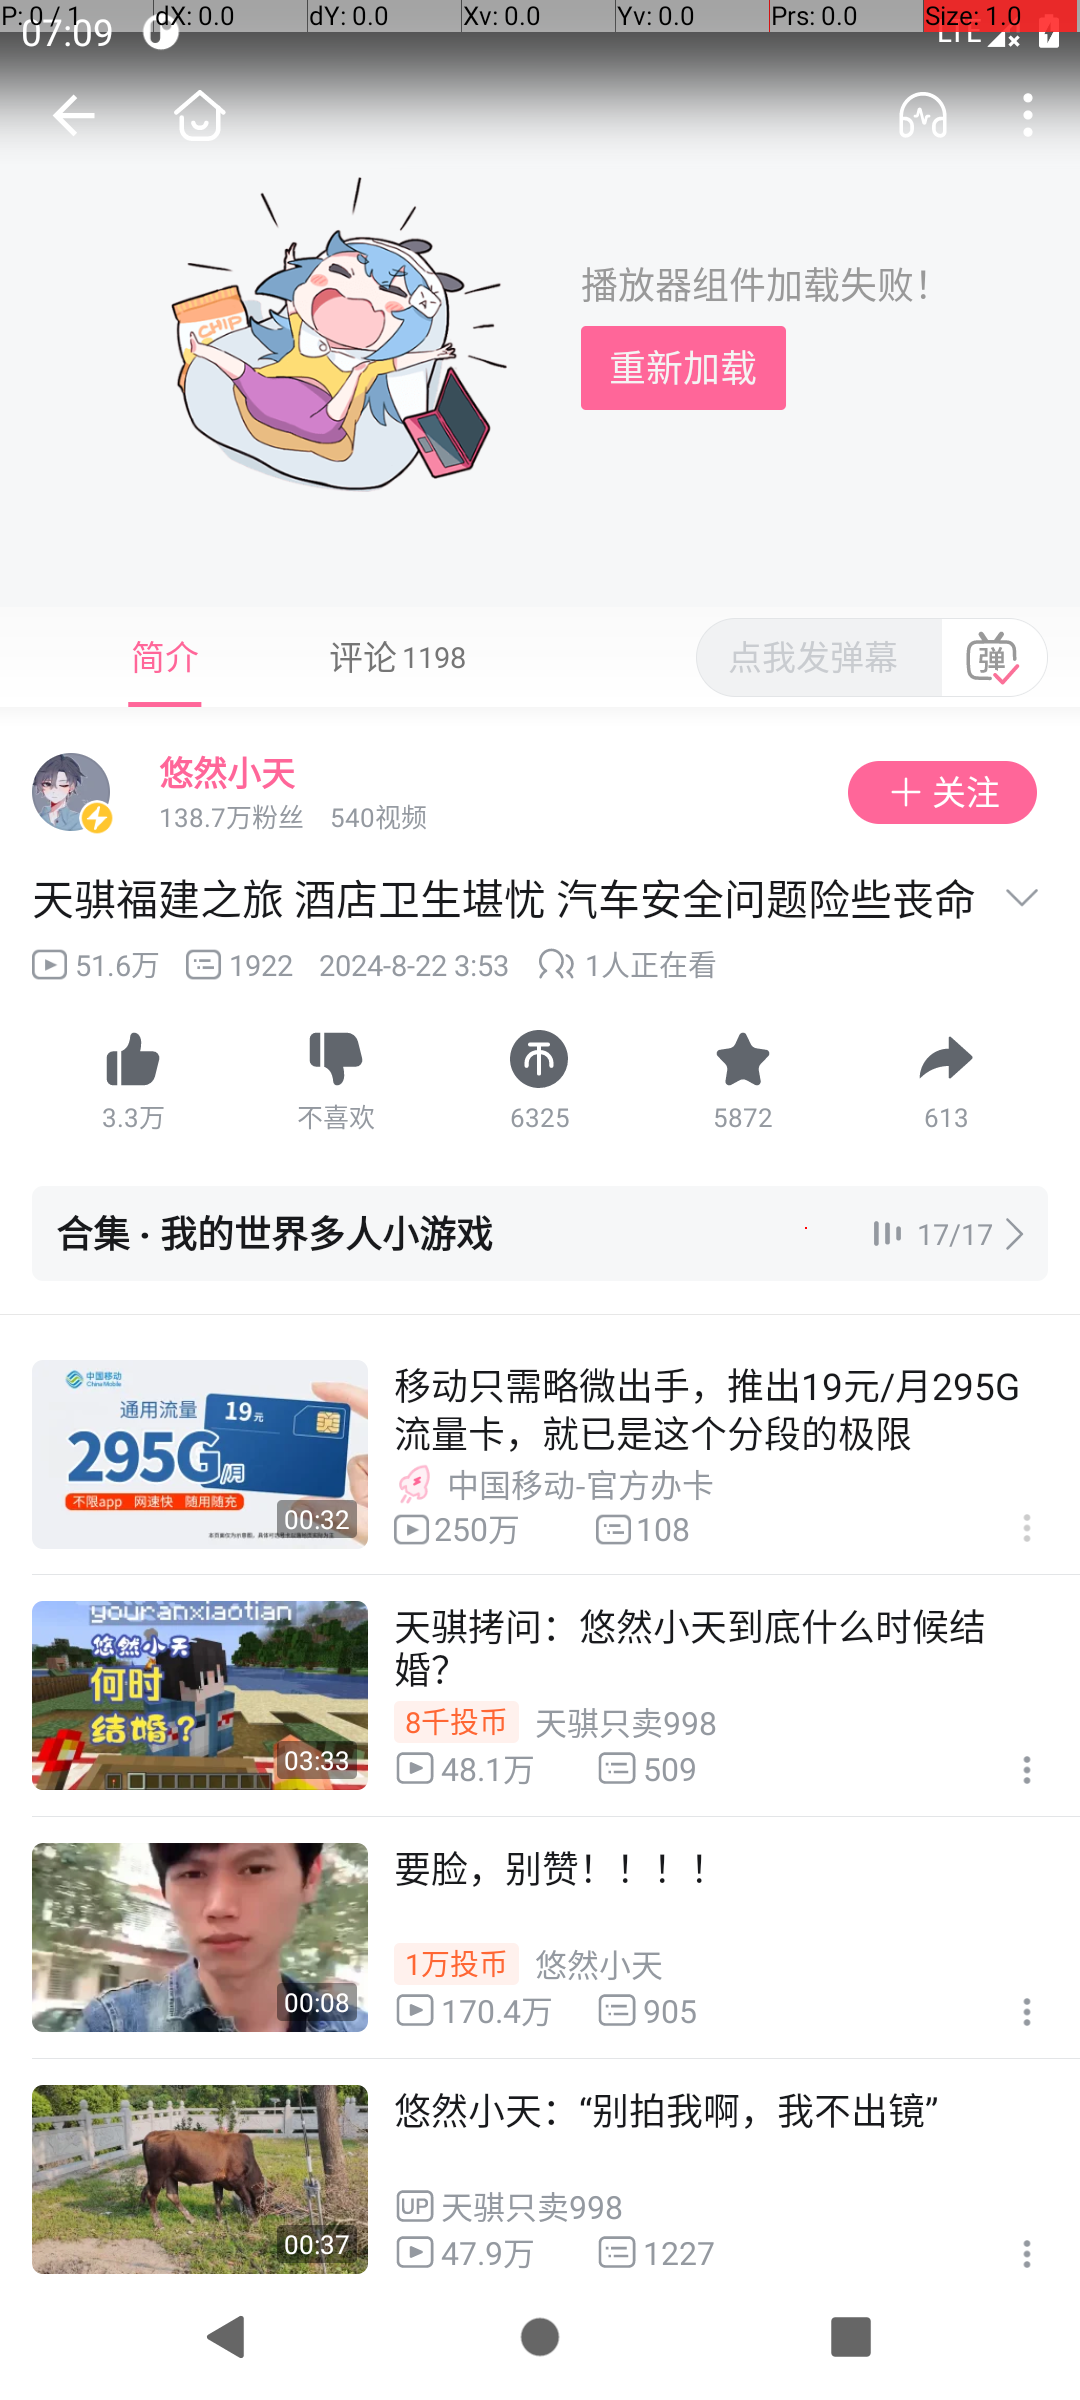 P: 0 / 1 dX: 0.0 dY: 0.0 Xv: 0.0 Yv: 0.0 Prs: 0.0 Size: 1.0
07:09 LTE
CHIP
播放器组件加载失败！
重新加载
简介 评论 1198 点我发弹幕 弹
悠然小天
138.7万粉丝 540视频
关注
天骐福建之旅 酒店卫生堪忧 汽车安全问题险些丧命
51.6万 1922 2024-8-22 3:53 1人正在看
3.3万 不喜欢 6325 5872 613
合集 · 我的世界多人小游戏 17/17
中国移动
China Mobile
通用流量 19元
295G/月
不限app 网速快 随用随充
00:32
移动只需略微出手，推出19元/月295G
流量卡，就已是这个分段的极限
中国移动-官方办卡
250万 108
youranxiaotian
悠然小天
何时
结婚？
03:33
天骐拷问：悠然小天到底什么时候结
婚？
8千投币 天骐只卖998
48.1万 509
00:08
要脸，别赞！！！！
1万投币 悠然小天
170.4万 905
00:37
悠然小天：“别拍我啊，我不出镜”
UP 天骐只卖998
47.9万 1227